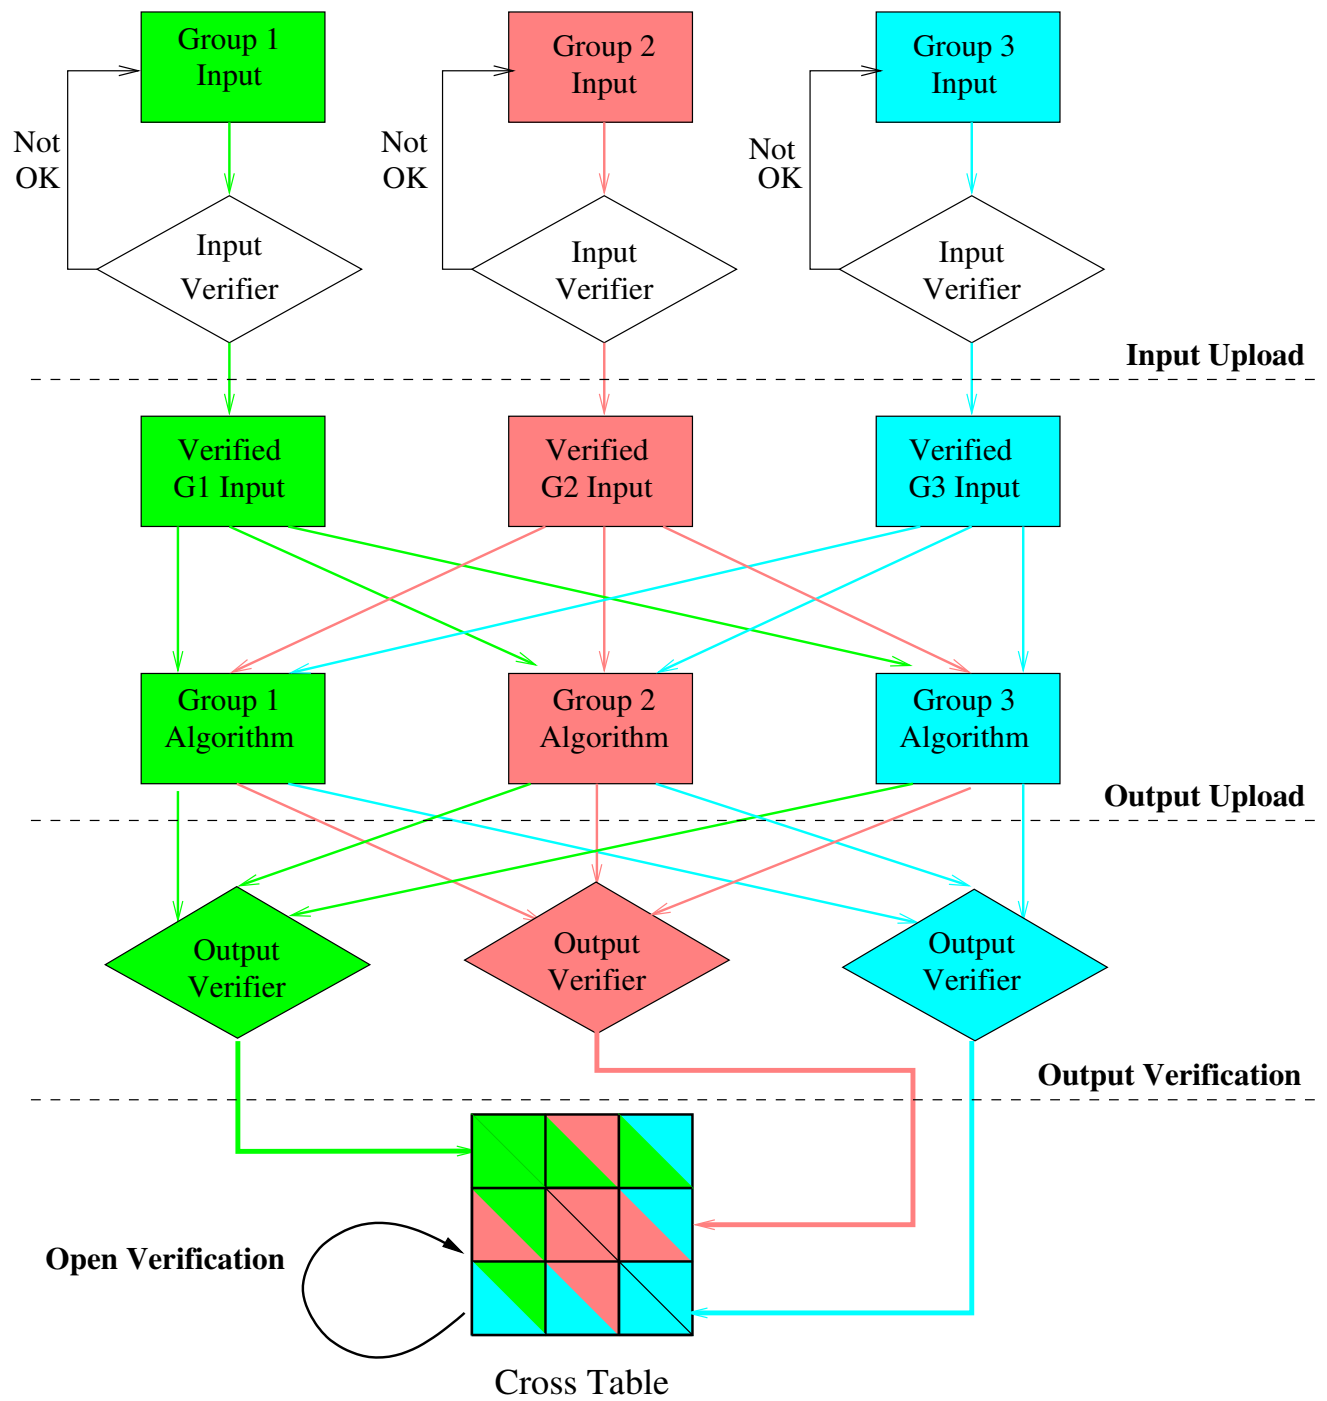 Group 1
Input
Group 2
Input
Group 3
Input
Not
OK
Not
OK
Not
OK
Input
Verifier
Input
Verifier
Input
Verifier
Input Upload
Verified
G1 Input
Verified
G2 Input
Verified
G3 Input
Group 1
Algorithm
Group 2
Algorithm
Group 3
Algorithm
Output Upload
Output
Verifier
Output
Verifier
Output
Verifier
Output Verification
Open Verification
Cross Table